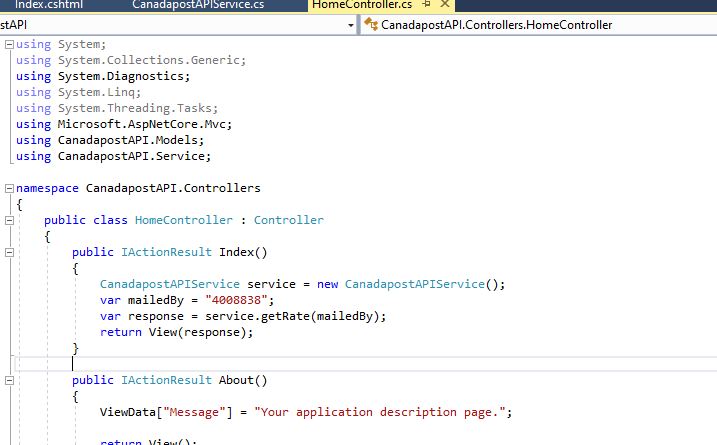 Index.cshtml CanadapostAPIService.cs HomeController.cs
stAPI CanadapostAPI.Controllers.HomeController
using System;
using System.Collections.Generic;
using System.Diagnostics;
using System.Linq;
using System.Threading.Tasks;
using Microsoft.AspNetCore.Mvc;
using CanadapostAPI.Models;
using CanadapostAPI.Service;
namespace CanadapostAPI.Controllers
{
public class HomeController : Controller
{
public IActionResult Index()
{
CanadapostAPIService service = new CanadapostAPIService();
var mailedBy = "4008838";
var response = service.getRate(mailedBy);
return View(response);
}
public IActionResult About()
{
ViewData["Message"] = "Your application description page.";
return View();